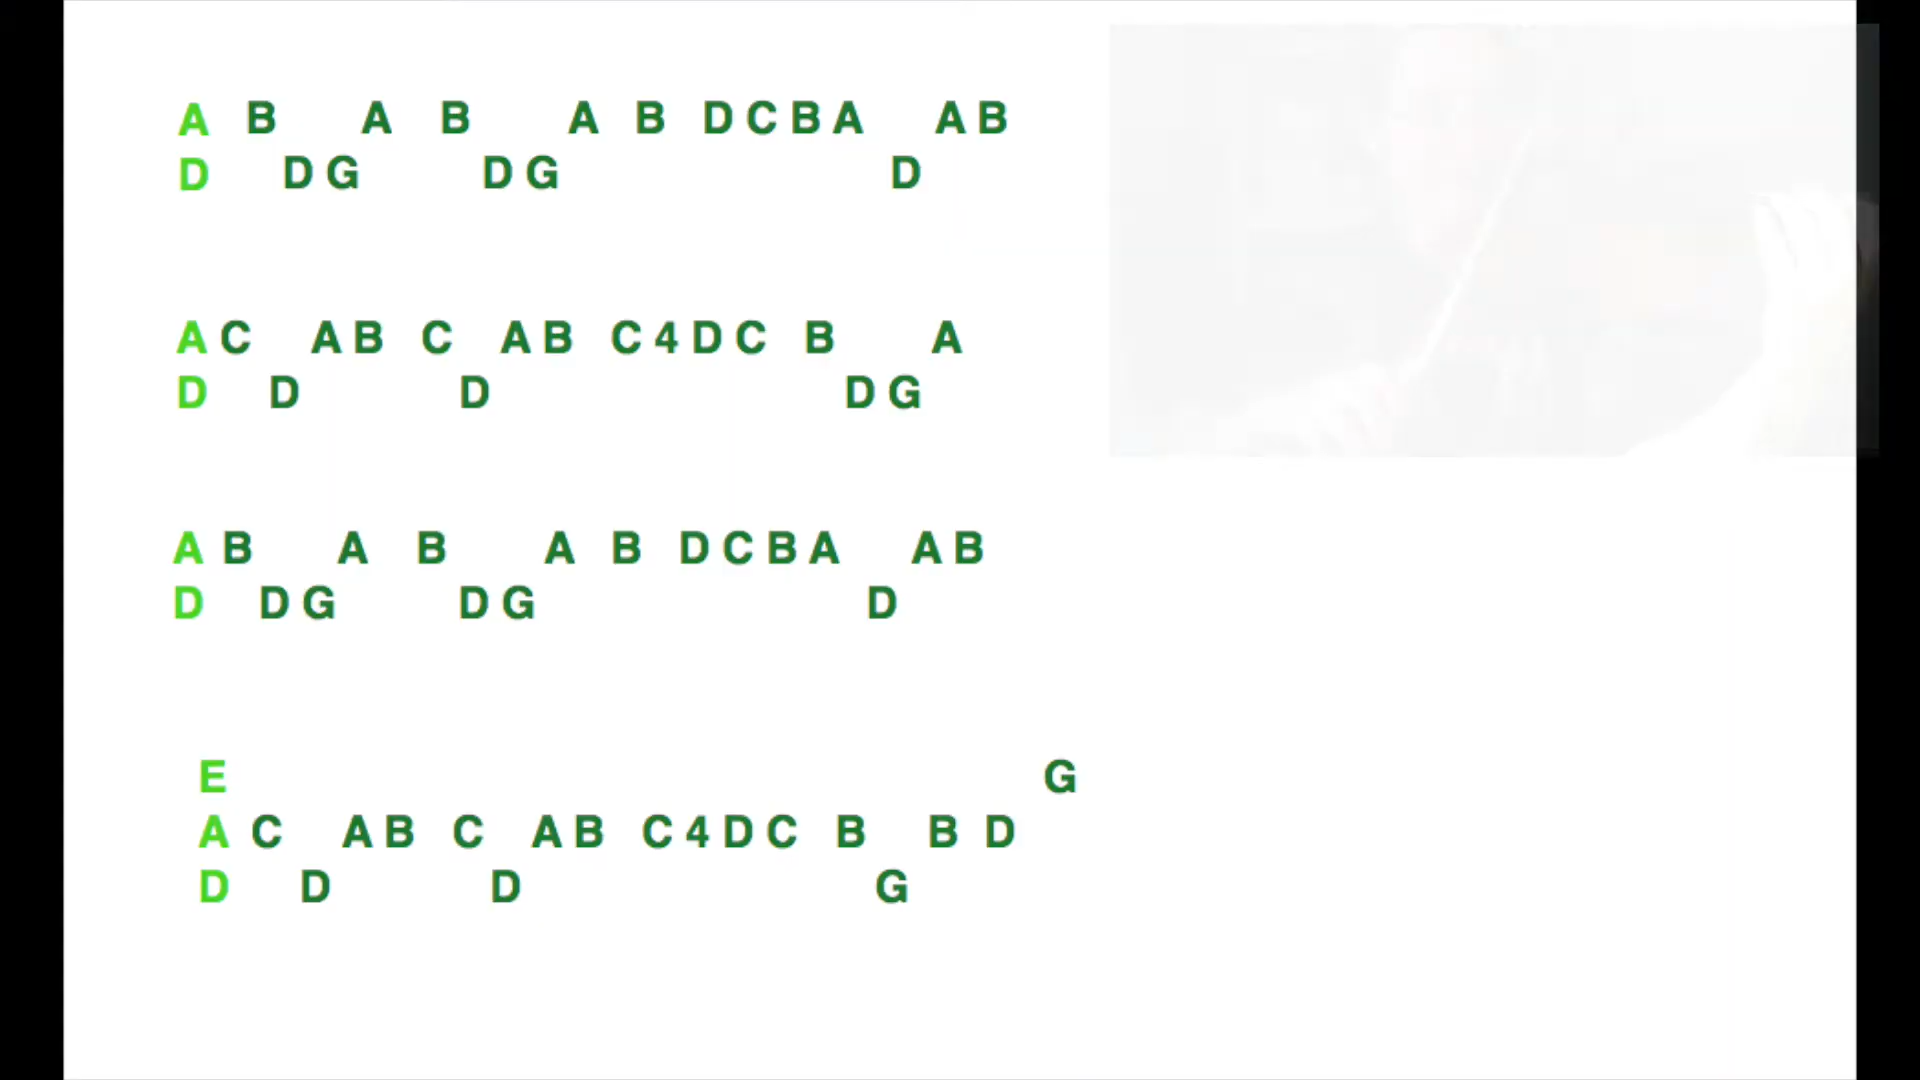 A B A B A B D C B A A B
D D G D G D
A C A B C A B C 4 D C B A
D D D D G
A B A B A B D C B A A B
D D G D G D
E G
A C A B C A B C 4 D C B B D
D D D G